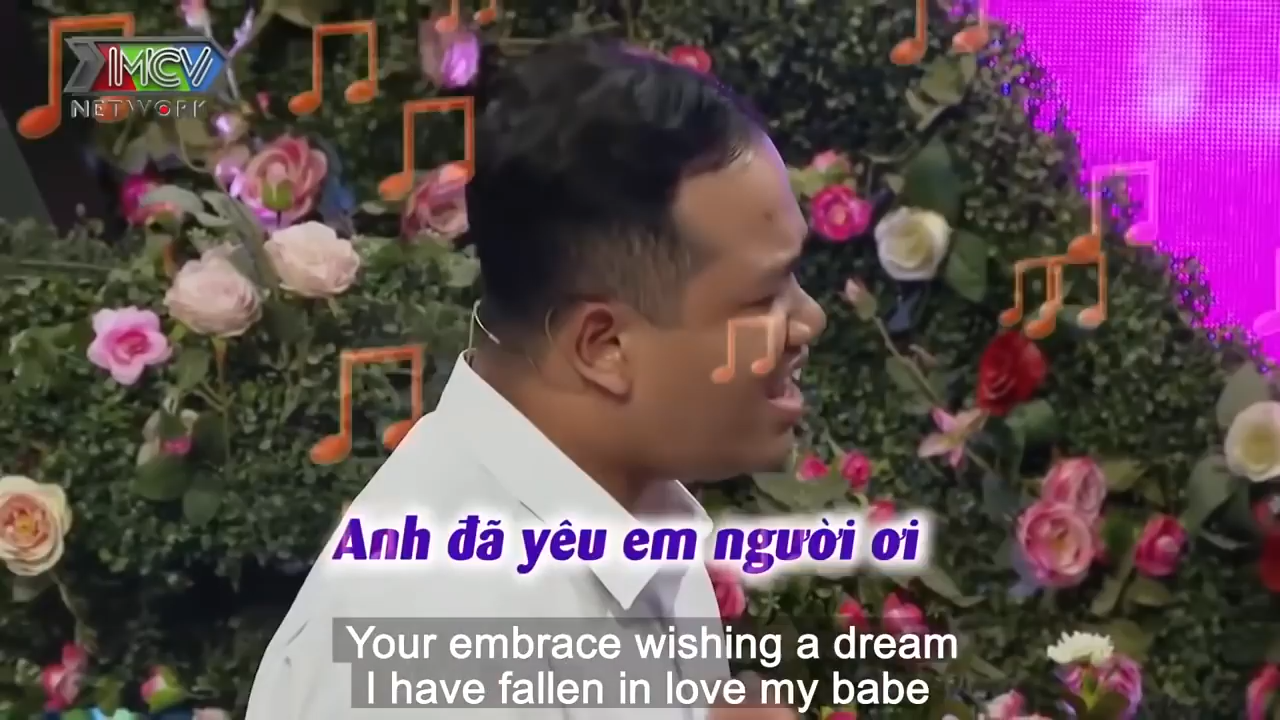 MCV
NETWORK
Anh đã yêu em người ơi
Your embrace wishing a dream
I have fallen in love my babe